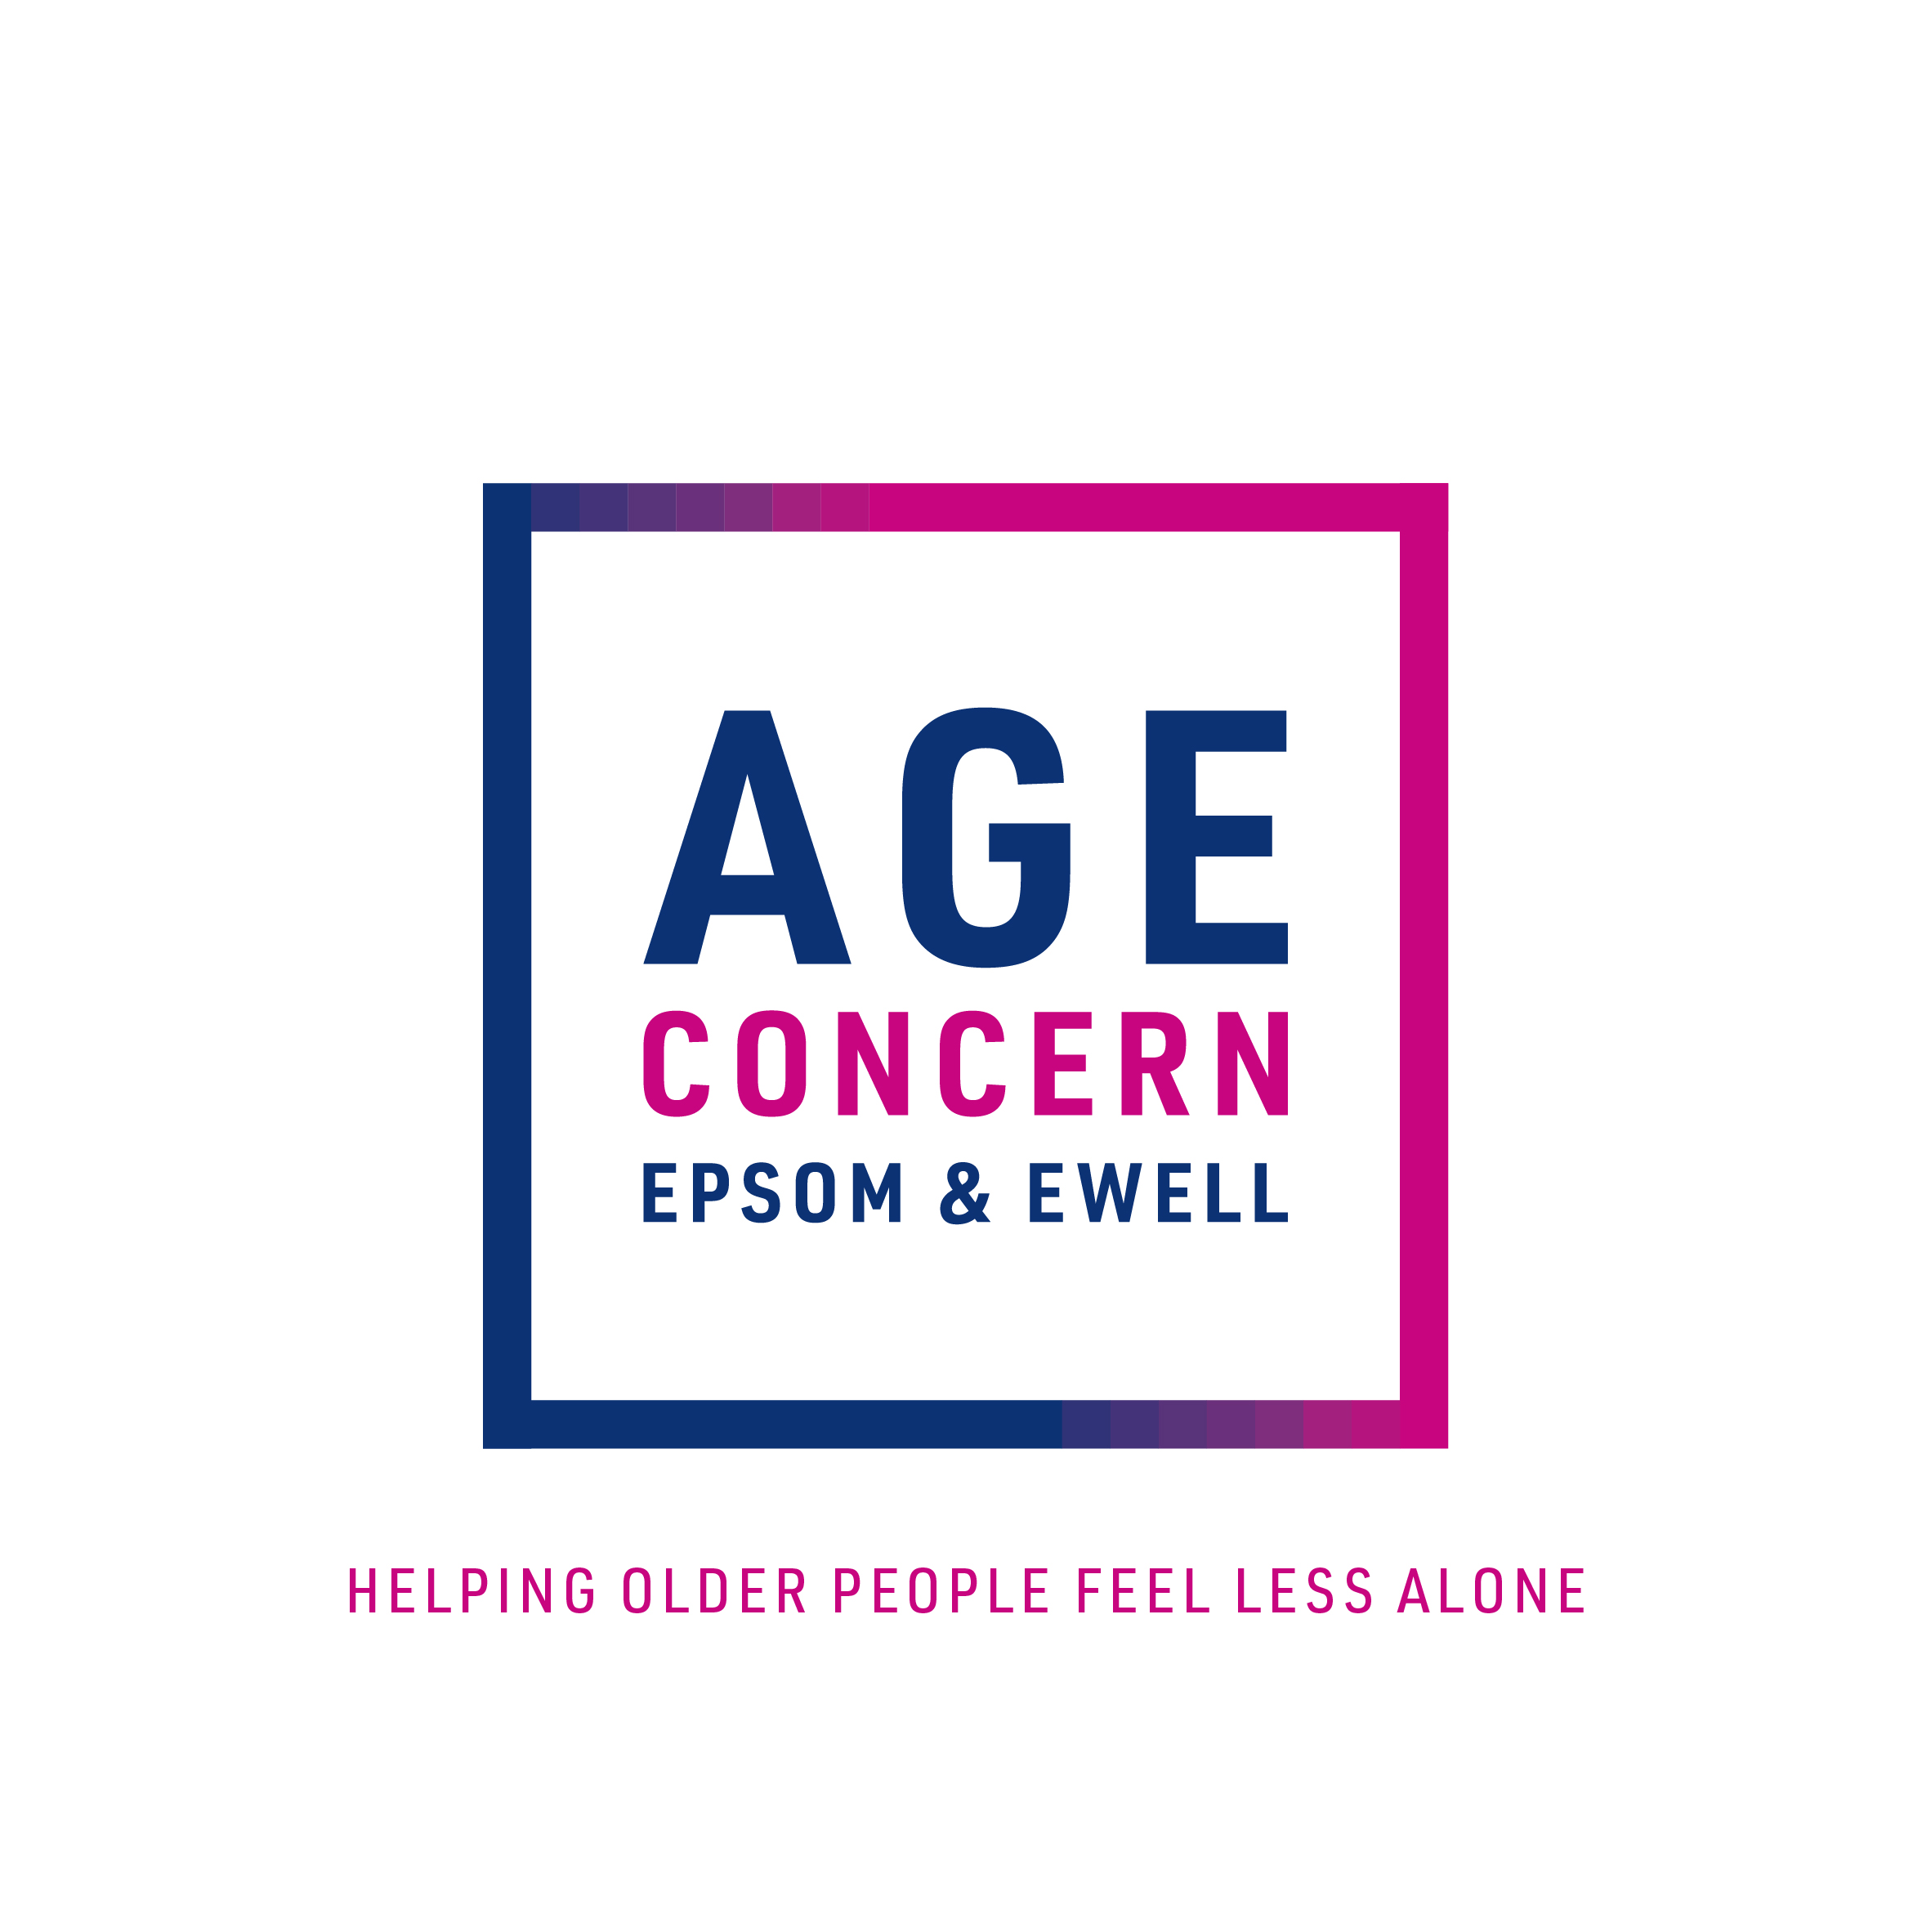 AGE
CONCERN
EPSOM & EWELL
HELPING OLDER PEOPLE FEEL LESS ALONE